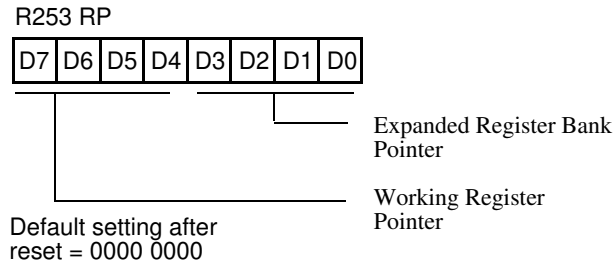 R253 RP
D7 D6 D5 D4 D3 D2 D1 D0
Expanded Register Bank
Pointer
Working Register
Pointer
Default setting after
reset = 0000 0000